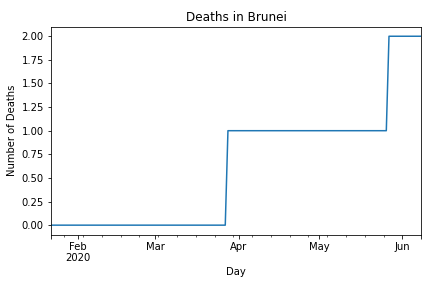 Deaths in Brunei
Number of Deaths
2.00
1.75
1.50
1.25
1.00
0.75
0.50
0.25
0.00
Feb
2020
Mar
Apr
May
Jun
Day